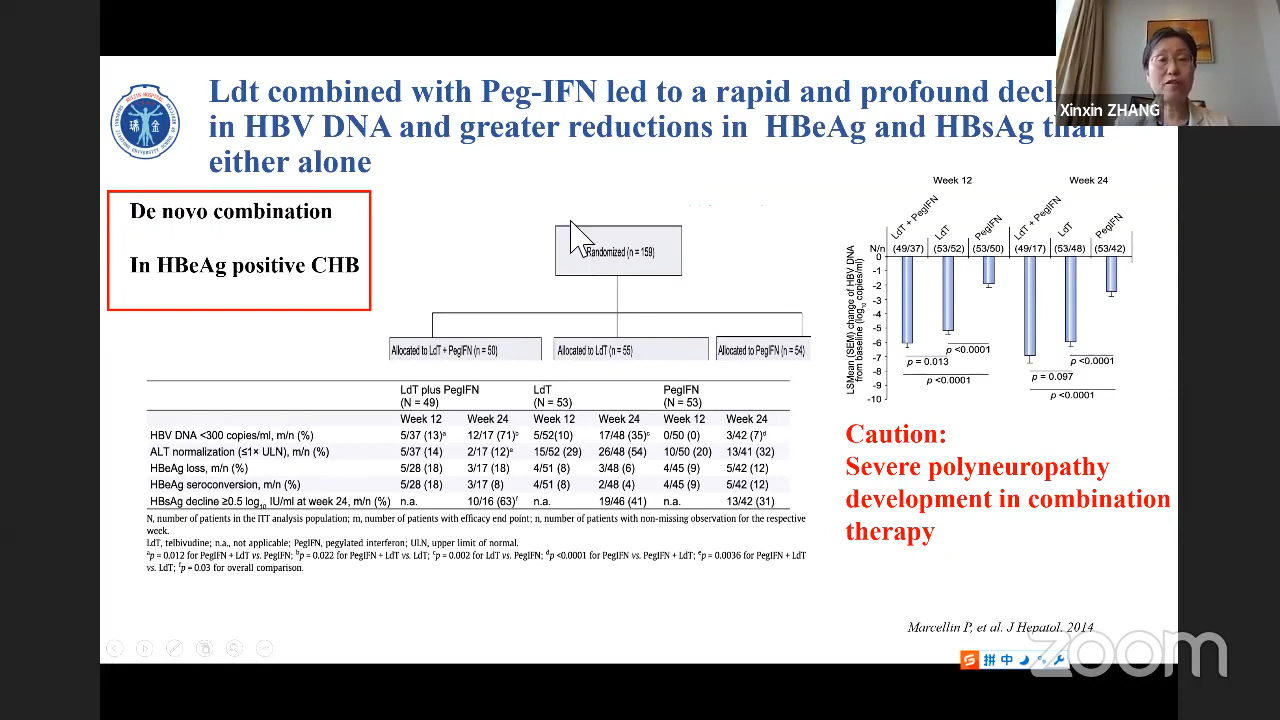 Ldt combined with Peg-IFN led to a rapid and profound decli
in HBV DNA and greater reductions in HBeAg and HBsAg than
either alone
Xinxin ZHANG
De novo combination
In HBeAg positive CHB
Randomized (n = 159)
Allocated to LdT + PegIFN (n = 50)
Allocated to LdT (n = 55)
Allocated to PegIFN (n = 54)
LdT plus PegIFN LdT PegIFN
(N = 49) (N = 53) (N = 53)
Week 12 Week 24 Week 12 Week 24 Week 12 Week 24
HBV DNA <300 copies/ml, m/n (%) 5/37 (13)a 12/17 (71)b 5/52(10) 17/48 (35)c 0/50 (0) 3/42 (7)d
ALT normalization (≤1× ULN), m/n (%) 5/37 (14) 2/17 (12)e 15/52 (29) 26/48 (54) 10/50 (20) 13/41 (32)
HBeAg loss, m/n (%) 5/28 (18) 3/17 (18) 4/51 (8) 3/48 (6) 4/45 (9) 5/42 (12)
HBeAg seroconversion, m/n (%) 5/28 (18) 3/17 (8) 4/51 (8) 2/48 (4) 4/45 (9) 5/42 (12)
HBsAg decline ≥0.5 log10 IU/ml at week 24, m/n (%) n.a. 10/16 (63)f n.a. 19/46 (41) n.a. 13/42 (31)
N, number of patients in the ITT analysis population; m, number of patients with efficacy end point; n, number of patients with non-missing observation for the respective
week.
LdT, telbivudine; n.a., not applicable; PegIFN, pegylated interferon; ULN, upper limit of normal.
ap = 0.012 for PegIFN + LdT vs. PegIFN; bp = 0.022 for PegIFN + LdT vs. LdT; cp = 0.002 for LdT vs. PegIFN; dp <0.0001 for PegIFN vs. PegIFN + LdT; ep = 0.0036 for PegIFN + LdT
vs. LdT; fp = 0.03 for overall comparison.
Week 12 Week 24
LdT + PegIFN LdT PegIFN LdT + PegIFN LdT PegIFN
N/n (49/37) (53/52) (53/50) (49/17) (53/48) (53/42)
LSMean (SEM) change of HBV DNA
from baseline (log10 copies/ml)
0
-1
-2
-3
-4
-5
-6
-7
-8
-9
-10
p <0.0001
p = 0.013
p <0.0001
p <0.0001
p = 0.097
p <0.0001
Caution:
Severe polyneuropathy
development in combination
therapy
Marcellin P, et al. J Hepatol. 2014
zoom
拼 中